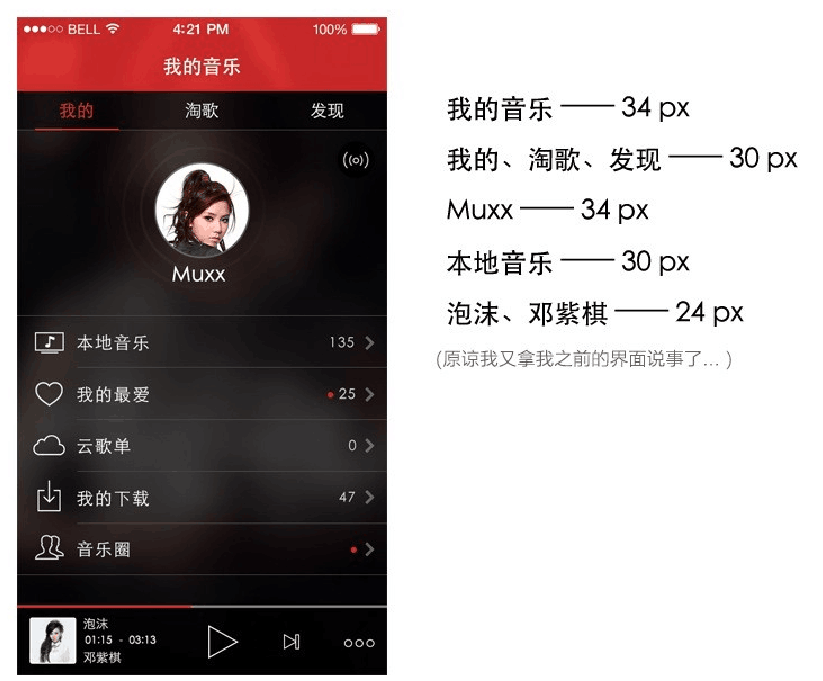 BELL 4:21 PM 100%
我的音乐
我的 淘歌 发现
Muxx
本地音乐 135
我的最爱 25
云歌单 0
我的下载 47
音乐圈
泡沫
01:15 - 03:13
邓紫棋
我的音乐 —— 34 px
我的、淘歌、发现 —— 30 px
Muxx —— 34 px
本地音乐 —— 30 px
泡沫、邓紫棋 —— 24 px
(原谅我又拿我之前的界面说事了... )